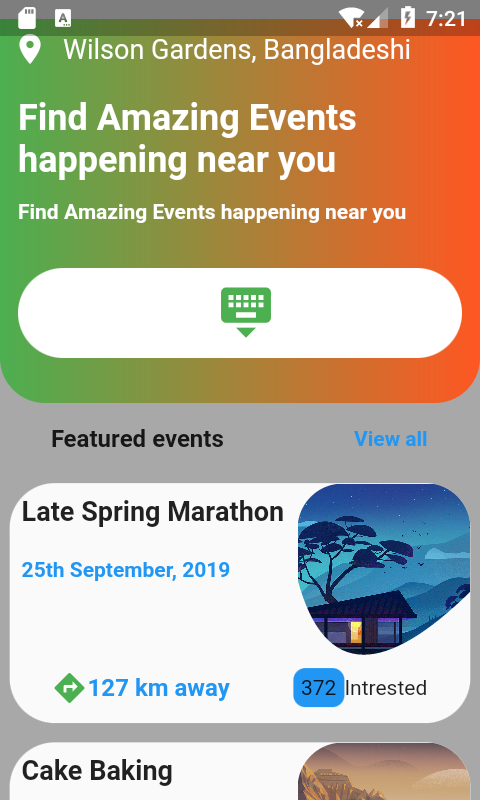 7:21
Wilson Gardens, Bangladeshi
Find Amazing Events
happening near you
Find Amazing Events happening near you
Featured events
View all
Late Spring Marathon
25th September, 2019
127 km away
372 Intrested
Cake Baking